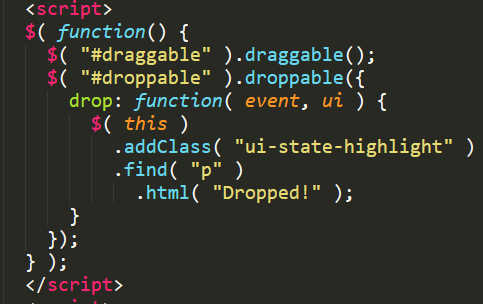 <script>
$( function() {
  $( "#draggable" ).draggable();
  $( "#droppable" ).droppable({
    drop: function( event, ui ) {
      $( this )
        .addClass( "ui-state-highlight" )
        .find( "p" )
          .html( "Dropped!" );
    }
  });
} );
</script>